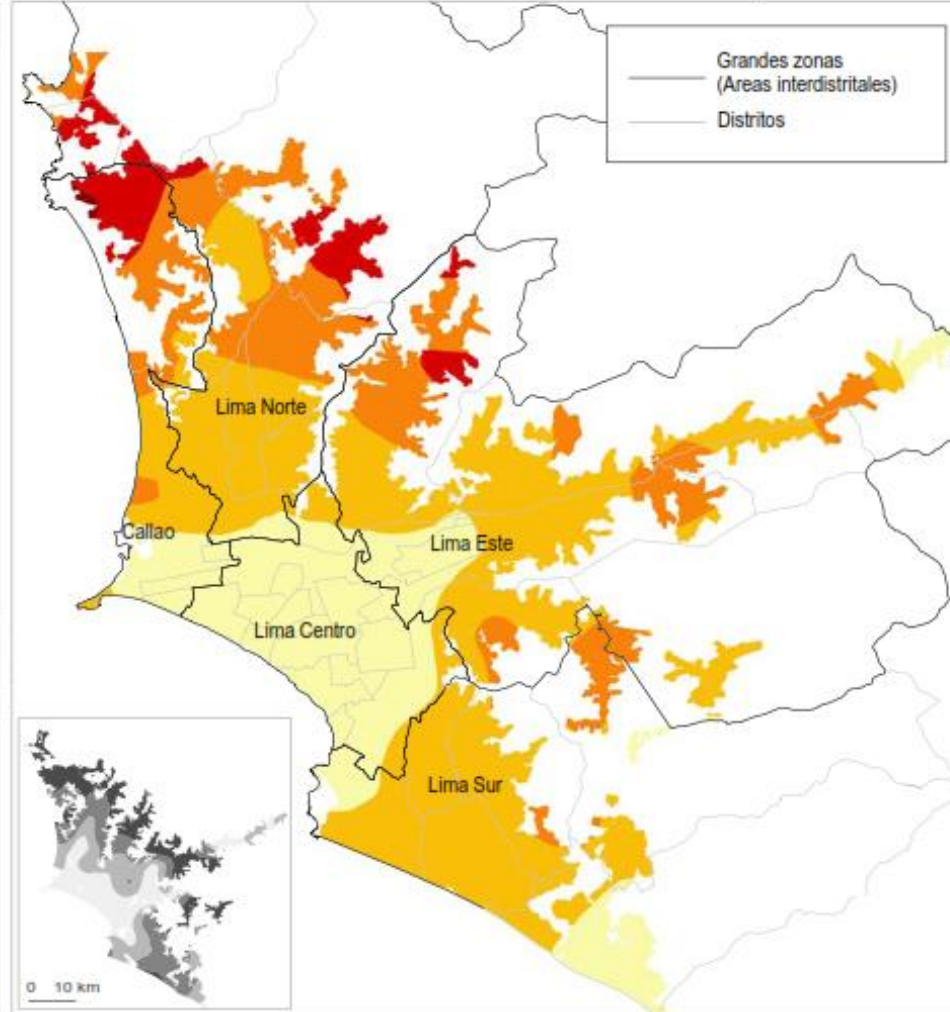 Grandes zonas
(Areas interdistritales)
Distritos
Lima Norte
Callao
Lima Este
Lima Centro
Lima Sur
0 10 km